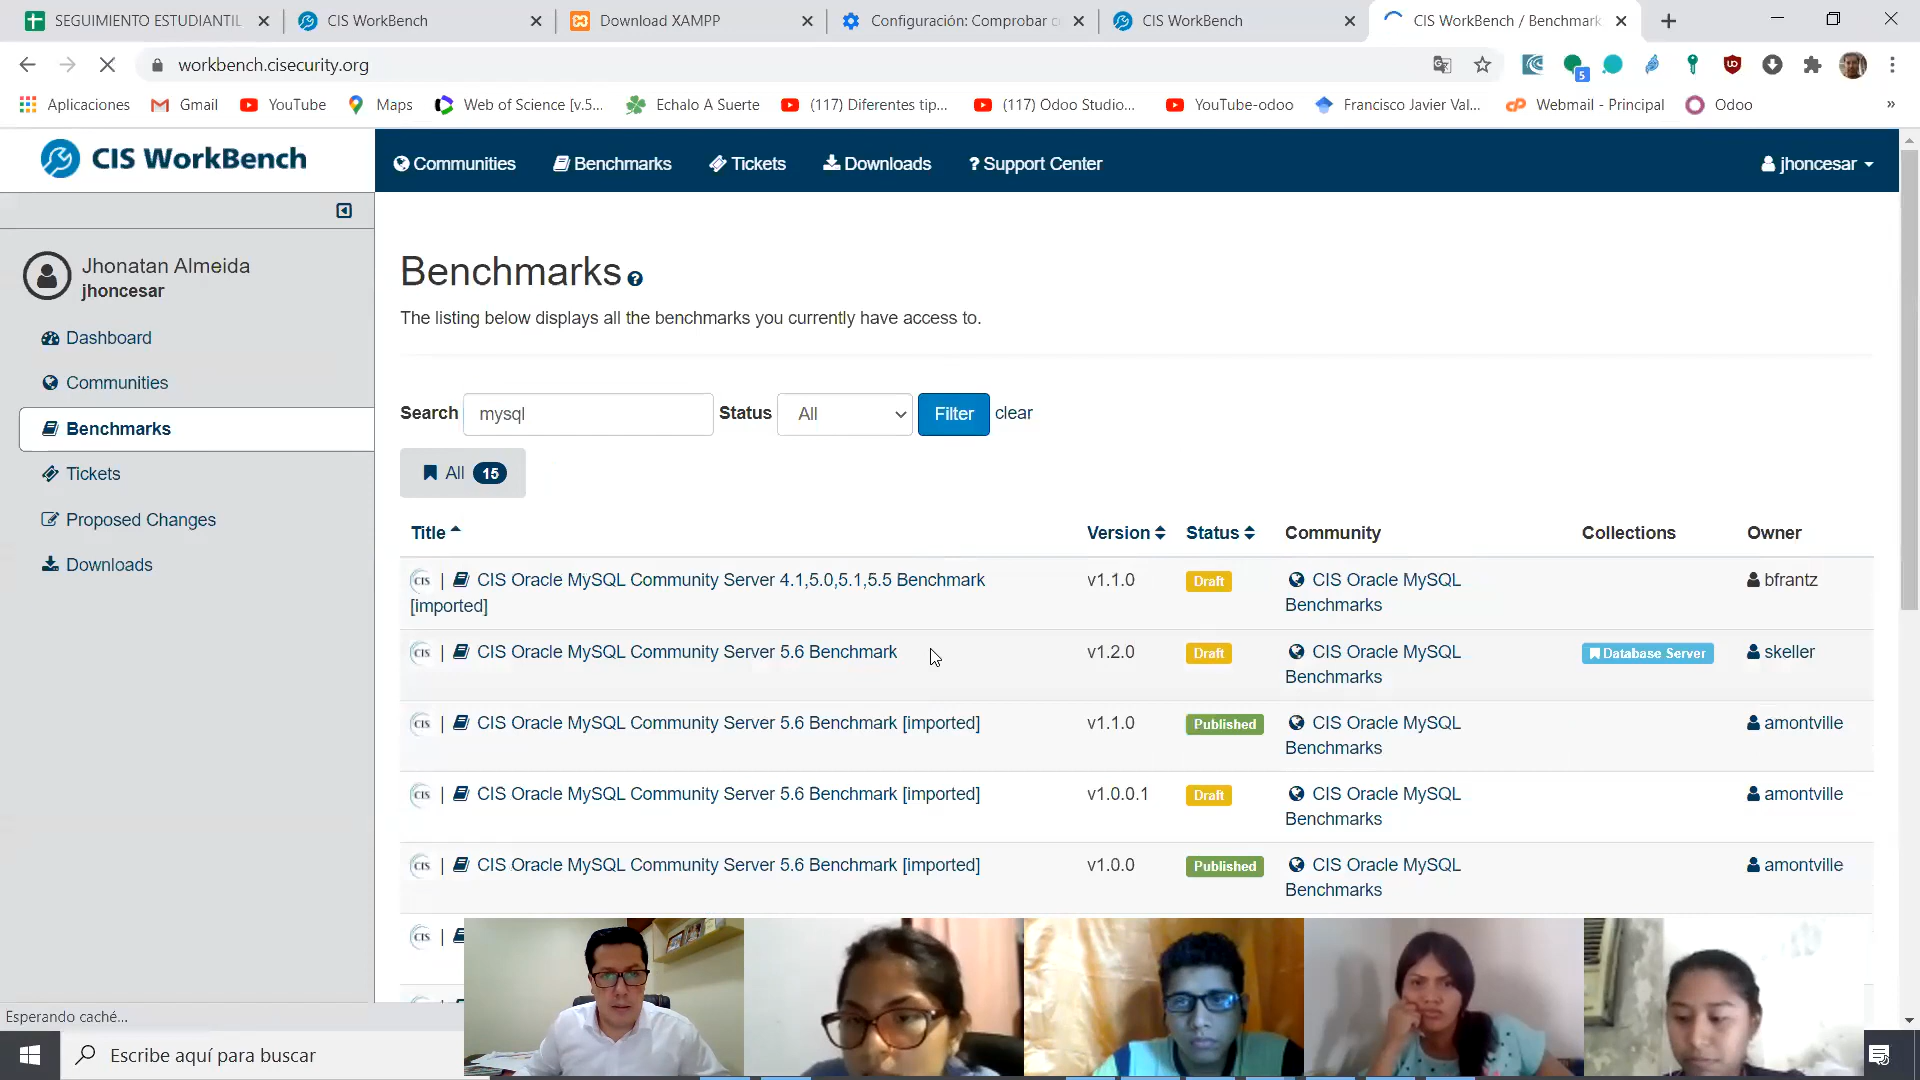 SEGUIMIENTO ESTUDIANTIL
CIS WorkBench
Download XAMPP
Configuración: Comprobar c
CIS WorkBench
CIS WorkBench / Benchmark
workbench.cisecurity.org
5
Aplicaciones
Gmail
YouTube
Maps
Web of Science [v.5...
Echalo A Suerte
(117) Diferentes tip...
(117) Odoo Studio...
YouTube-odoo
Francisco Javier Val...
Webmail - Principal
Odoo
»
CIS WorkBench
Communities
Benchmarks
Tickets
Downloads
? Support Center
jhoncesar
Jhonatan Almeida
jhoncesar
Dashboard
Communities
Benchmarks
Tickets
Proposed Changes
Downloads
Benchmarks
The listing below displays all the benchmarks you currently have access to.
Search mysql Status All Filter clear
All 15
Title Version Status Community Collections Owner
CIS | CIS Oracle MySQL Community Server 4.1,5.0,5.1,5.5 Benchmark [imported] v1.1.0 Draft CIS Oracle MySQL Benchmarks bfrantz
CIS | CIS Oracle MySQL Community Server 5.6 Benchmark v1.2.0 Draft CIS Oracle MySQL Benchmarks Database Server skeller
CIS | CIS Oracle MySQL Community Server 5.6 Benchmark [imported] v1.1.0 Published CIS Oracle MySQL Benchmarks amontville
CIS | CIS Oracle MySQL Community Server 5.6 Benchmark [imported] v1.0.0.1 Draft CIS Oracle MySQL Benchmarks amontville
CIS | CIS Oracle MySQL Community Server 5.6 Benchmark [imported] v1.0.0 Published CIS Oracle MySQL Benchmarks amontville
CIS |
Esperando caché...
Escribe aquí para buscar